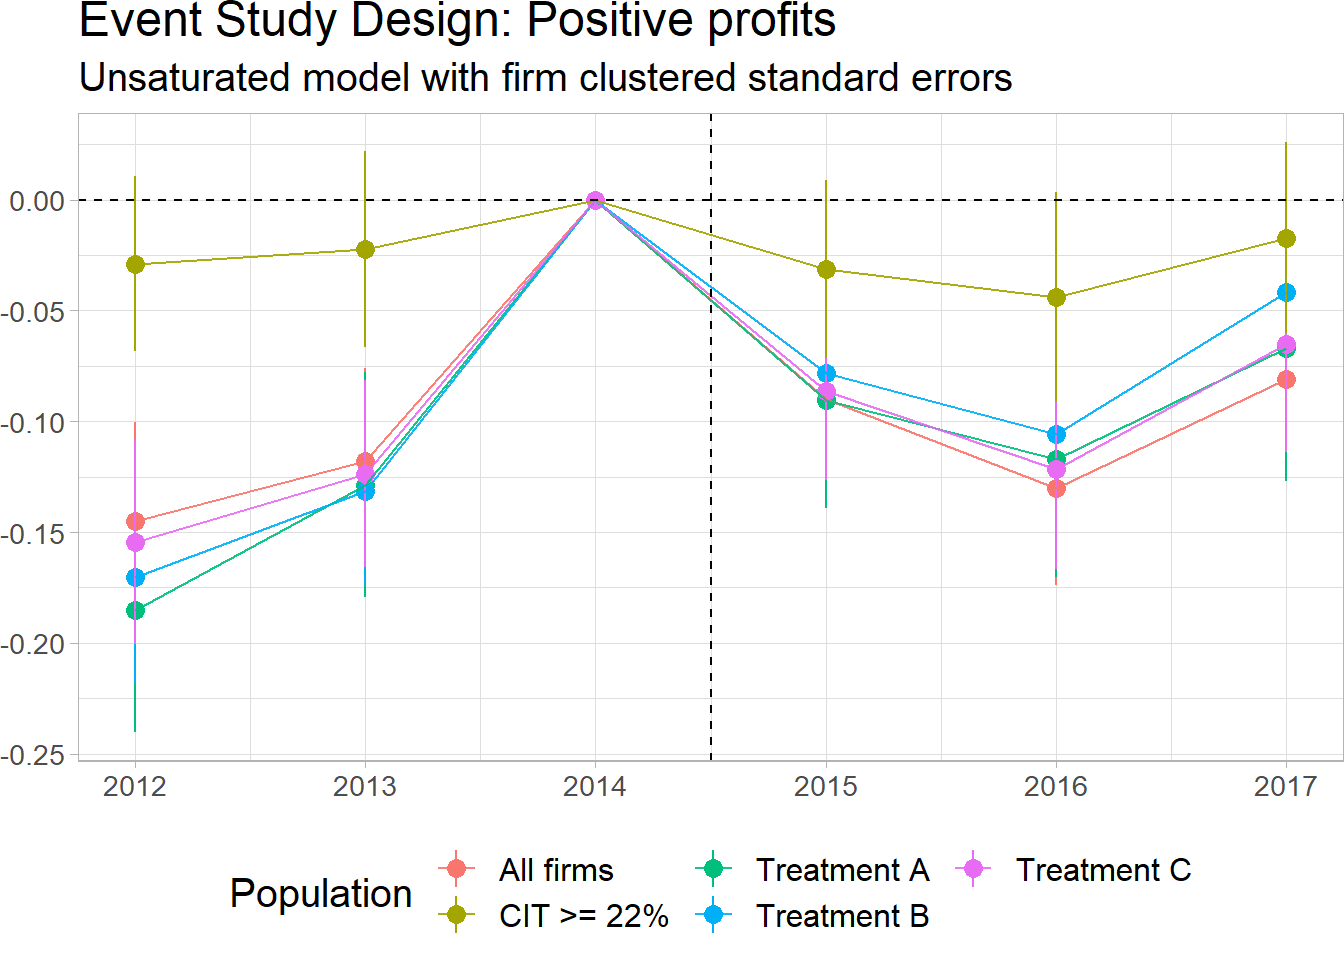 Event Study Design: Positive profits
Unsaturated model with firm clustered standard errors
0.00
-0.05
-0.10
-0.15
-0.20
-0.25
2012 2013 2014 2015 2016 2017
Population
All firms Treatment A Treatment C
CIT >= 22% Treatment B